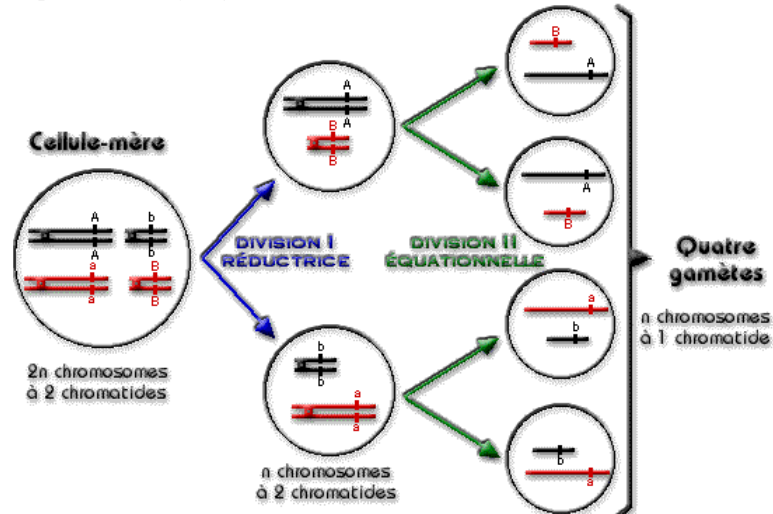 Cellule-mère
A
b
A
b
a
B
a
B
2n chromosomes
à 2 chromatides
DIVISION I
RÉDUCTRICE
A
A
B
B
b
b
a
a
n chromosomes
à 2 chromatides
DIVISION II
ÉQUATIONNELLE
B
A
A
B
a
b
b
a
Quatre
gamètes
n chromosomes
à 1 chromatide